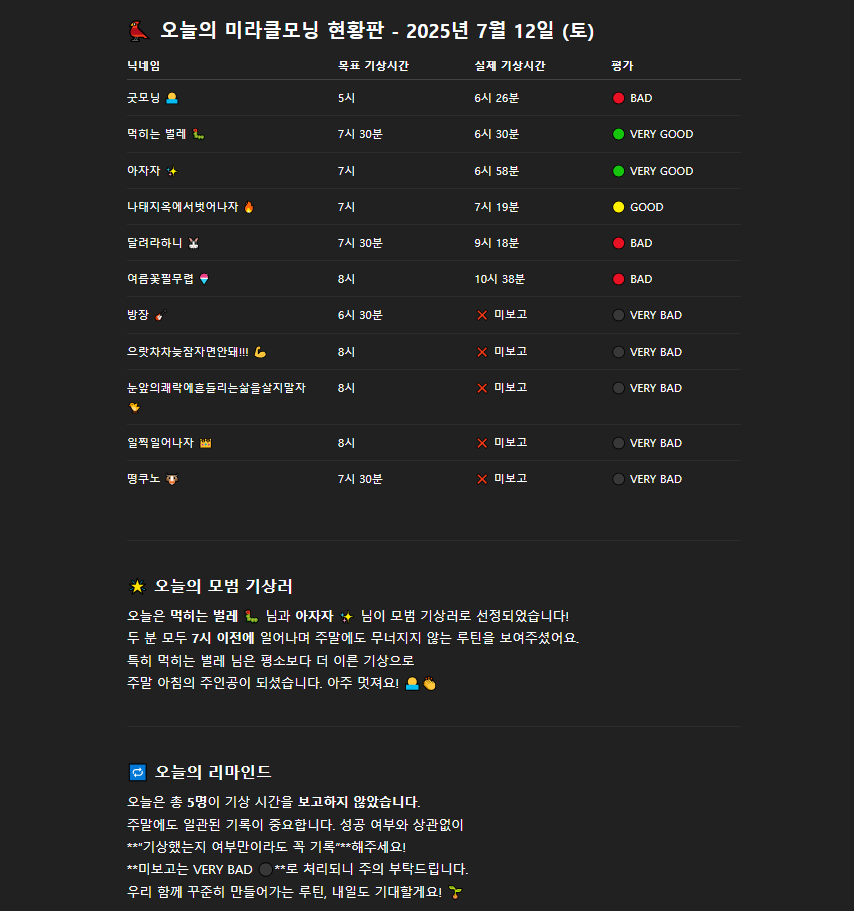 오늘의 미라클모닝 현황판 - 2025년 7월 12일 (토)
닉네임 목표 기상시간 실제 기상시간 평가
굿모닝 5시 6시 26분 BAD
먹히는 벌레 🐛 7시 30분 6시 30분 VERY GOOD
아자자 ✨ 7시 6시 58분 VERY GOOD
나태지옥에서벗어나자 🔥 7시 7시 19분 GOOD
달려라하니 🐰 7시 30분 9시 18분 BAD
여름꽃필무렵 🍧 8시 10시 38분 BAD
방장 🎸 6시 30분 ❌ 미보고 VERY BAD
으랏차차늦잠자면안돼!!! 💪 8시 ❌ 미보고 VERY BAD
눈앞의쾌락에흔들리는삶을살지말자 8시 ❌ 미보고 VERY BAD
일찍일어나자 👑 8시 ❌ 미보고 VERY BAD
떵쿠노 🐮 7시 30분 ❌ 미보고 VERY BAD
🌟 오늘의 모범 기상러
오늘은 먹히는 벌레 🐛 님과 아자자 ✨ 님이 모범 기상러로 선정되었습니다!
두 분 모두 7시 이전에 일어나며 주말에도 무너지지 않는 루틴을 보여주셨어요.
특히 먹히는 벌레 님은 평소보다 더 이른 기상으로
주말 아침의 주인공이 되셨습니다. 아주 멋져요! 👏
🔁 오늘의 리마인드
오늘은 총 5명이 기상 시간을 보고하지 않았습니다.
주말에도 일관된 기록이 중요합니다. 성공 여부와 상관없이
**“기상했는지 여부만이라도 꼭 기록”**해주세요!
**미보고는 VERY BAD ⚫**로 처리되니 주의 부탁드립니다.
우리 함께 꾸준히 만들어가는 루틴, 내일도 기대할게요! 🌱